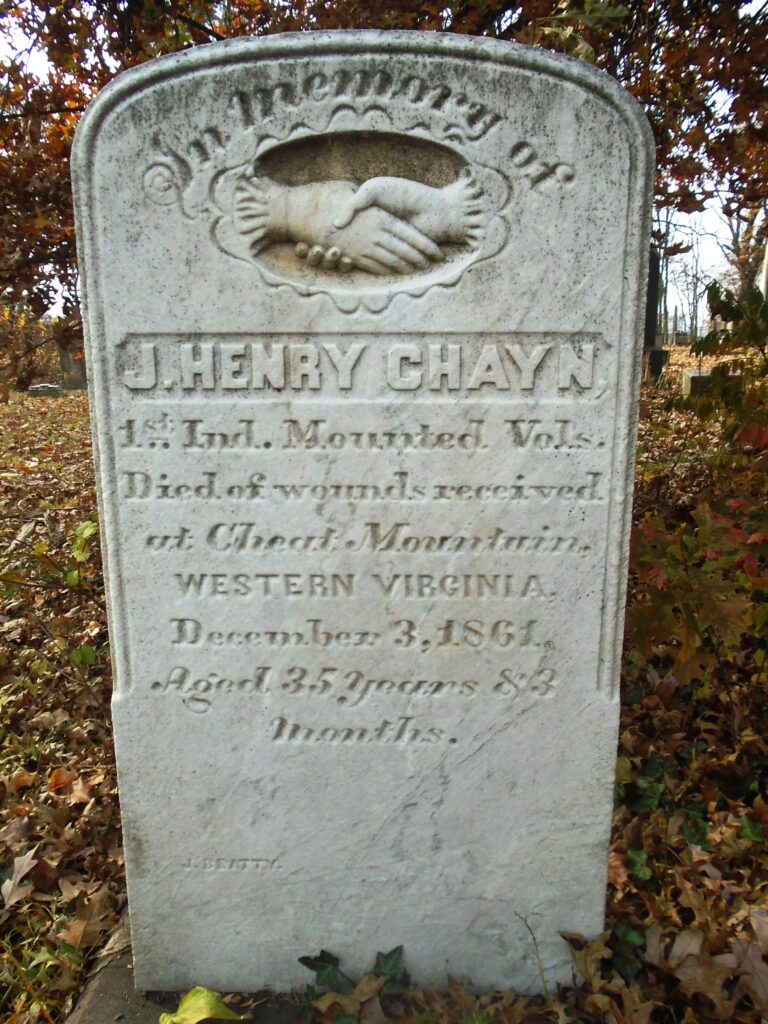 In memory of
J. HENRY CHAYN,
1st. Ind. Mounted Vols.
Died of wounds received
at Cheat Mountain,
WESTERN VIRGINIA.
December 3, 1861.
Aged 35 years & 3
months.
J. BEATTY.